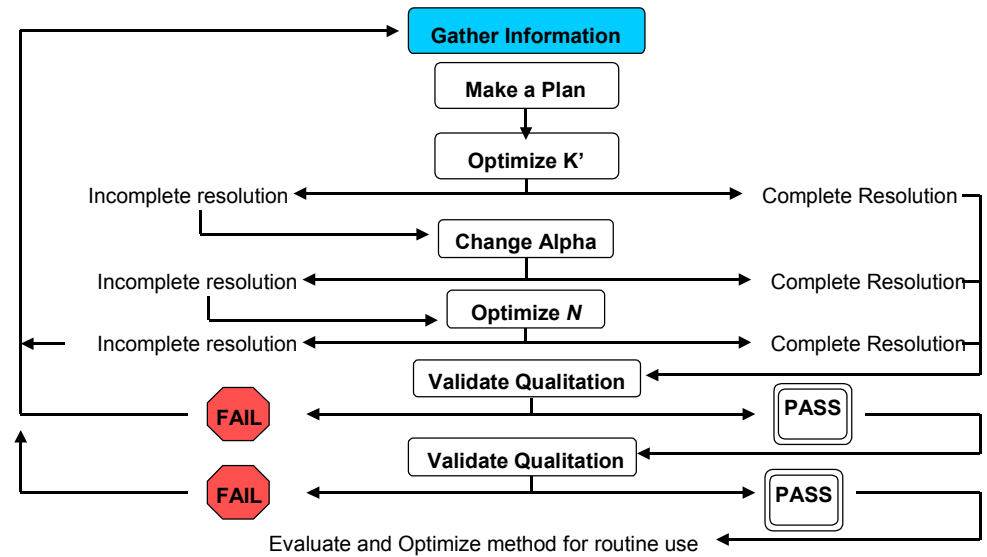 Gather Information
Make a Plan
Optimize K’
Incomplete resolution
Complete Resolution
Change Alpha
Incomplete resolution
Complete Resolution
Optimize N
Incomplete resolution
Complete Resolution
Validate Qualitation
FAIL
PASS
Validate Qualitation
FAIL
PASS
Evaluate and Optimize method for routine use